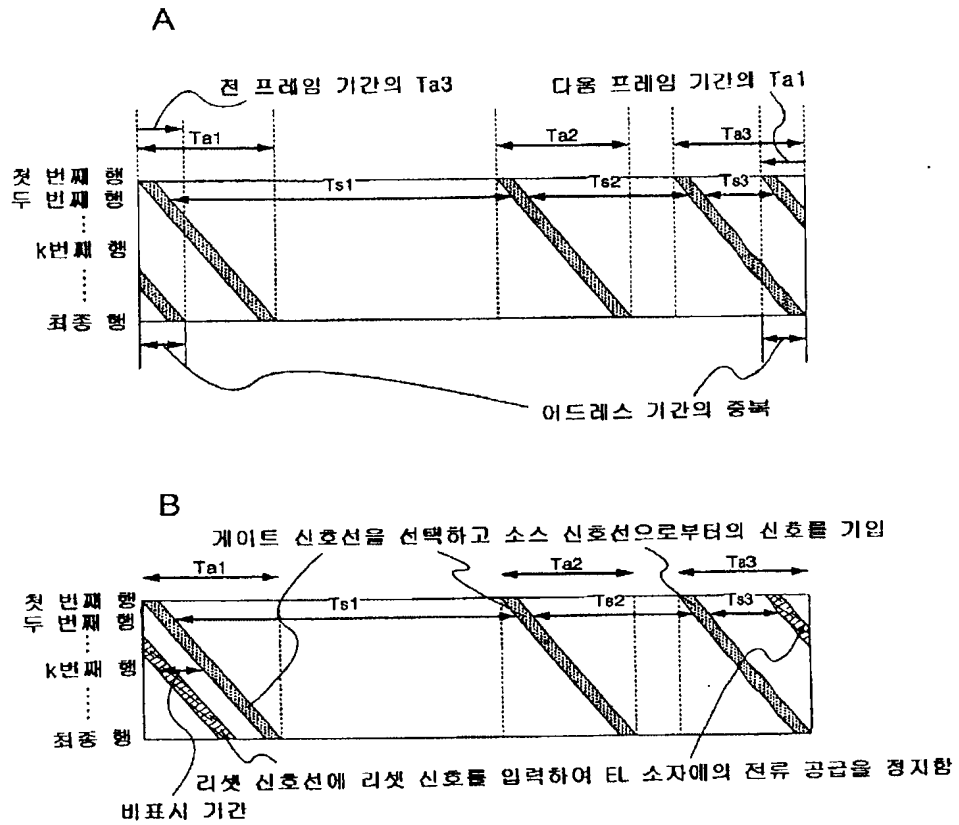 A
전 프레임 기간의 Ta3
다음 프레임 기간의 Ta1
Ta1
Ta2
Ta3
첫 번째 행
두 번째 행
k번째 행
최종 행
Ts1
Ts2
Ts3
어드레스 기간의 중복
B
게이트 신호선을 선택하고 소스 신호선으로부터의 신호를 기입
Ta1
Ta2
Ta3
첫 번째 행
두 번째 행
k번째 행
최종 행
Ts1
Ts2
Ts3
리셋 신호선에 리셋 신호를 입력하여 EL 소자에의 전류 공급을 정지함
비표시 기간